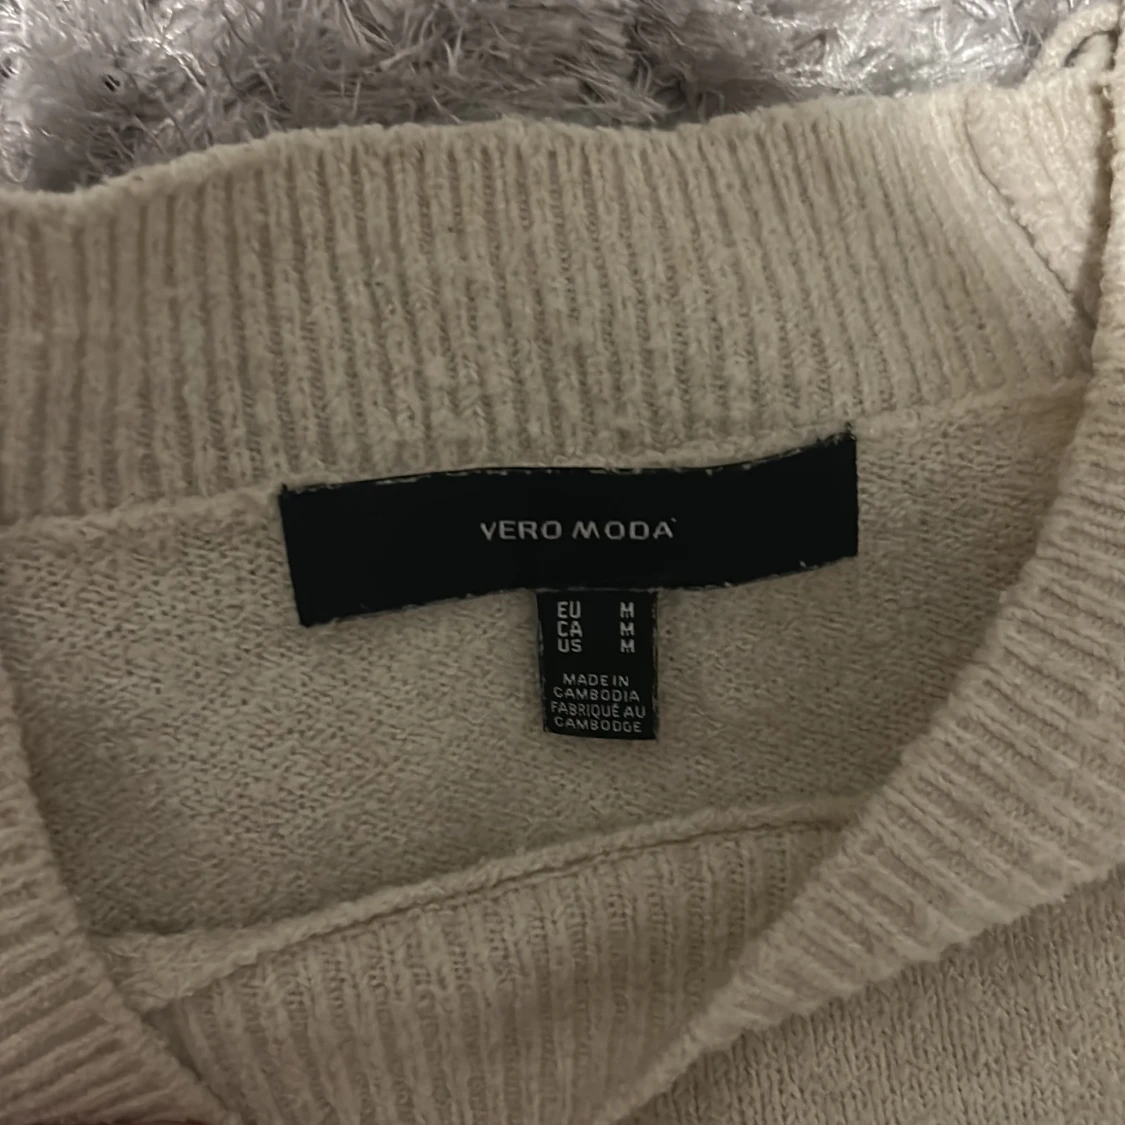 VERO MODA
EU M
CA M
US M
MADE IN
CAMBODIA
FABRIQUÉ AU
CAMBODGE